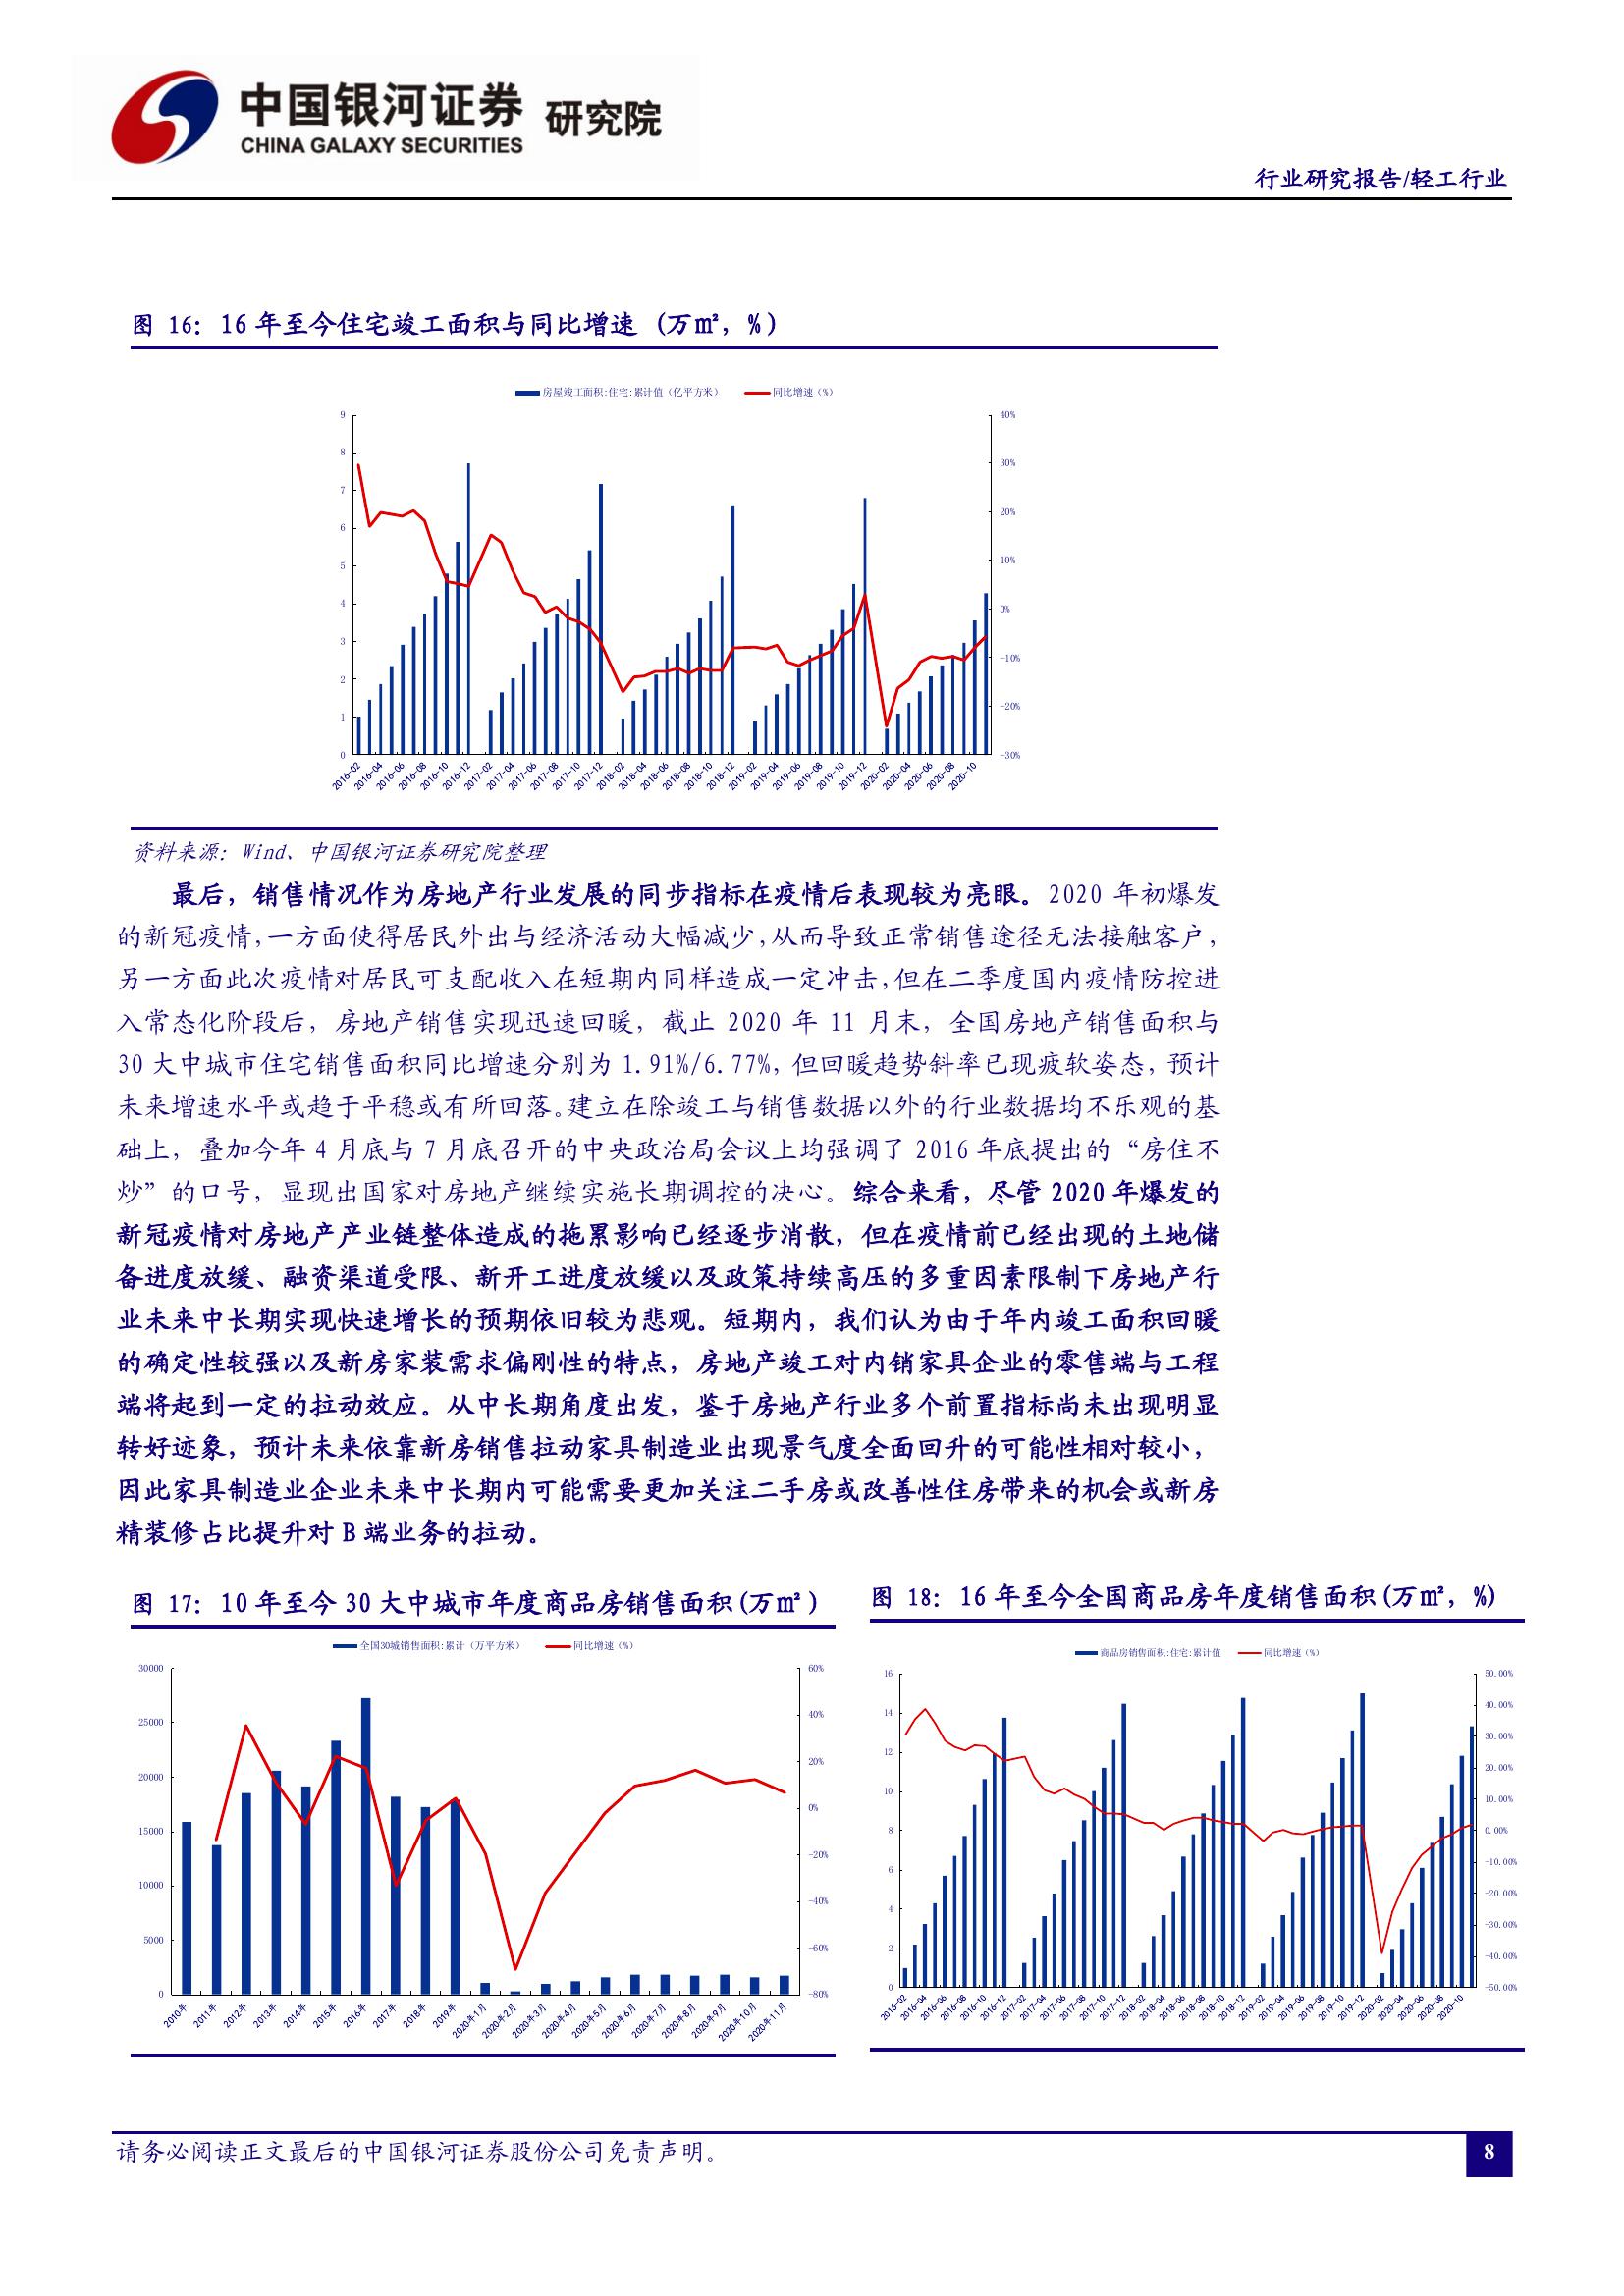 中国银河证券 研究院
CHINA GALAXY SECURITIES
行业研究报告/轻工行业
图 16: 16 年至今住宅竣工面积与同比增速 (万㎡, %)
房屋竣工面积:住宅:累计值（亿平方米） 同比增速（%）
9
8
7
6
5
4
3
2
1
0
40%
30%
20%
10%
0%
-10%
-20%
-30%
2016-02 2016-04 2016-06 2016-08 2016-10 2016-12 2017-02 2017-04 2017-06 2017-08 2017-10 2017-12 2018-02 2018-04 2018-06 2018-08 2018-10 2018-12 2019-02 2019-04 2019-06 2019-08 2019-10 2019-12 2020-02 2020-04 2020-06 2020-08 2020-10
资料来源: Wind、中国银河证券研究院整理
最后，销售情况作为房地产行业发展的同步指标在疫情后表现较为亮眼。2020 年初爆发
的新冠疫情,一方面使得居民外出与经济活动大幅减少,从而导致正常销售途径无法接触客户,
另一方面此次疫情对居民可支配收入在短期内同样造成一定冲击,但在二季度国内疫情防控进
入常态化阶段后，房地产销售实现迅速回暖，截止 2020 年 11 月末，全国房地产销售面积与
30 大中城市住宅销售面积同比增速分别为 1.91%/6.77%, 但回暖趋势斜率已现疲软姿态, 预计
未来增速水平或趋于平稳或有所回落。建立在除竣工与销售数据以外的行业数据均不乐观的基
础上，叠加今年 4 月底与 7 月底召开的中央政治局会议上均强调了 2016 年底提出的“房住不
炒”的口号，显现出国家对房地产继续实施长期调控的决心。综合来看，尽管 2020 年爆发的
新冠疫情对房地产产业链整体造成的拖累影响已经逐步消散，但在疫情前已经出现的土地储
备进度放缓、融资渠道受限、新开工进度放缓以及政策持续高压的多重因素限制下房地产行
业未来中长期实现快速增长的预期依旧较为悲观。短期内，我们认为由于年内竣工面积回暖
的确定性较强以及新房家装需求偏刚性的特点，房地产竣工对内销家具企业的零售端与工程
端将起到一定的拉动效应。从中长期角度出发，鉴于房地产行业多个前置指标尚未出现明显
转好迹象，预计未来依靠新房销售拉动家具制造业出现景气度全面回升的可能性相对较小，
因此家具制造业企业未来中长期内可能需要更加关注二手房或改善性住房带来的机会或新房
精装修占比提升对 B 端业务的拉动。
图 17: 10 年至今 30 大中城市年度商品房销售面积(万㎡)
全国30城销售面积:累计（万平方米） 同比增速（%）
30000
25000
20000
15000
10000
5000
0
60%
40%
20%
0%
-20%
-40%
-60%
-80%
2010年 2011年 2012年 2013年 2014年 2015年 2016年 2017年 2018年 2019年 2020年1月 2020年2月 2020年3月 2020年4月 2020年5月 2020年6月 2020年7月 2020年8月 2020年9月 2020年10月 2020年11月
图 18: 16 年至今全国商品房年度销售面积(万㎡, %)
商品房销售面积:住宅:累计值 同比增速（%）
16
14
12
10
8
6
4
2
0
50.00%
40.00%
30.00%
20.00%
10.00%
0.00%
-10.00%
-20.00%
-30.00%
-40.00%
-50.00%
2016-02 2016-04 2016-06 2016-08 2016-10 2016-12 2017-02 2017-04 2017-06 2017-08 2017-10 2017-12 2018-02 2018-04 2018-06 2018-08 2018-10 2018-12 2019-02 2019-04 2019-06 2019-08 2019-10 2019-12 2020-02 2020-04 2020-06 2020-08 2020-10
请务必阅读正文最后的中国银河证券股份公司免责声明。
8